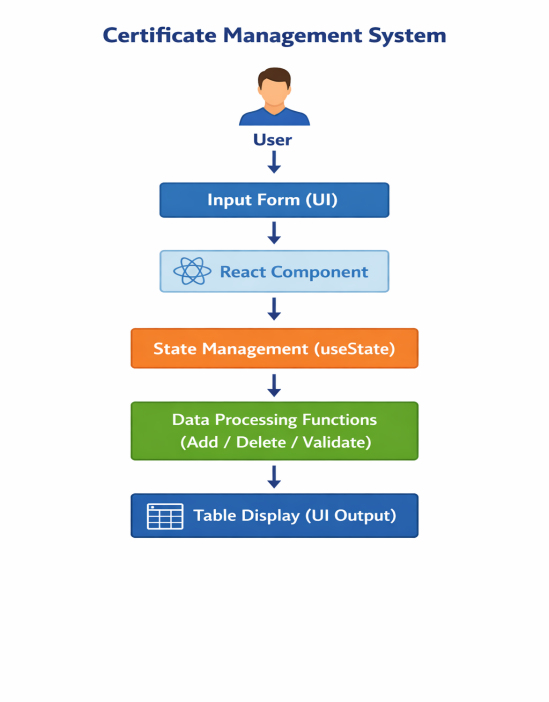 Certificate Management System
User
Input Form (UI)
React Component
State Management (useState)
Data Processing Functions
(Add / Delete / Validate)
Table Display (UI Output)